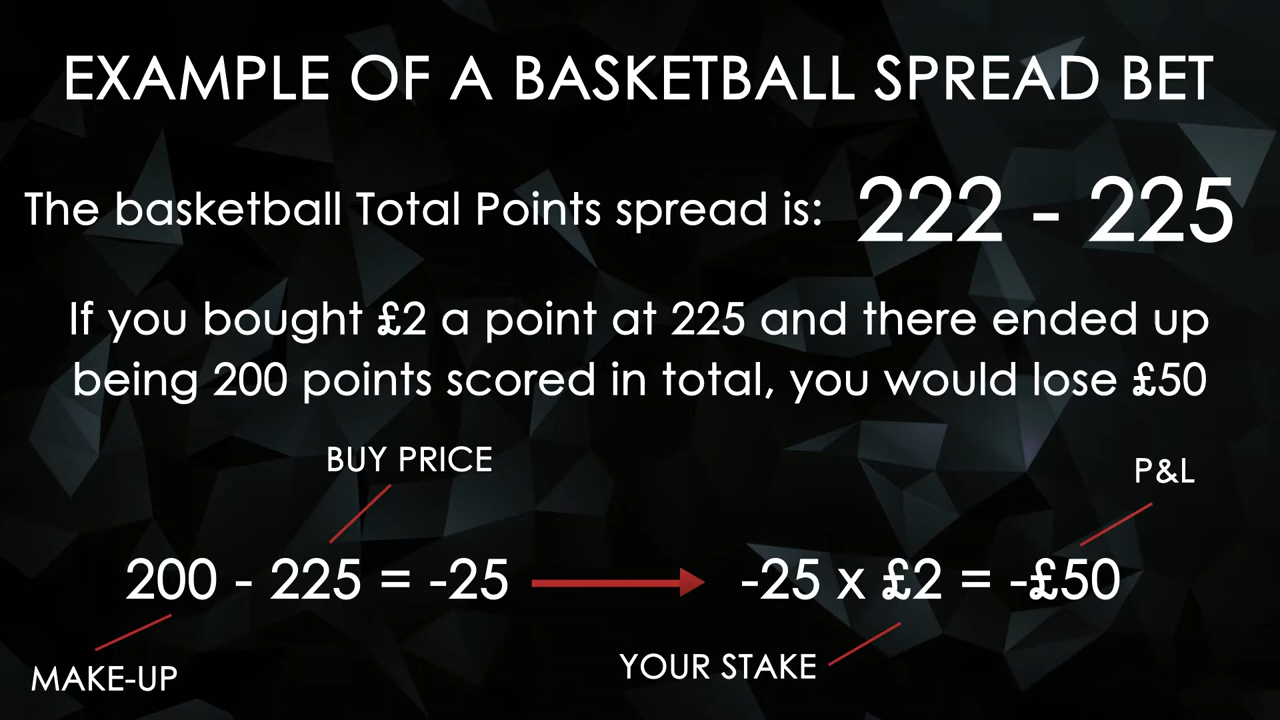 EXAMPLE OF A BASKETBALL SPREAD BET
The basketball Total Points spread is: 222 - 225
If you bought £2 a point at 225 and there ended up
being 200 points scored in total, you would lose £50
BUY PRICE
P&L
200 - 225 = -25
-25 x £2 = -£50
YOUR STAKE
MAKE-UP